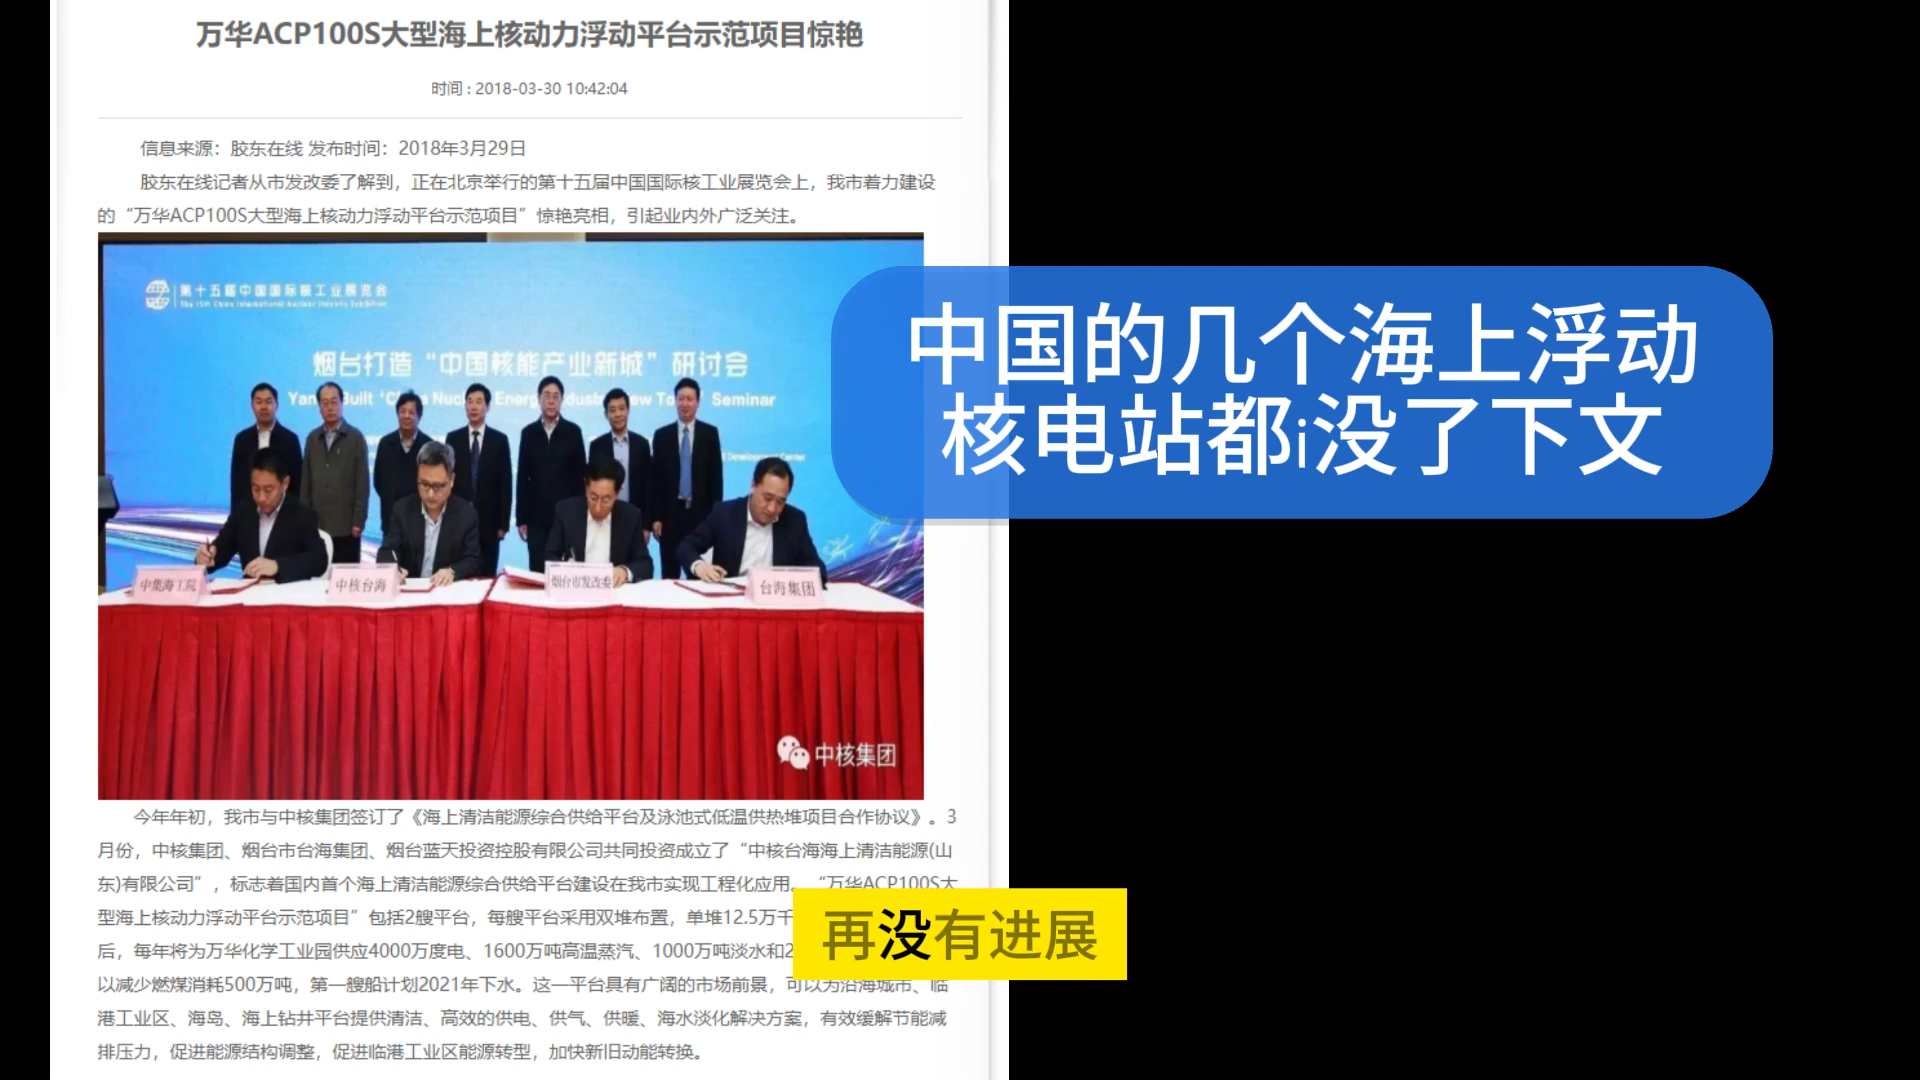 万华ACP100S大型海上核动力浮动平台示范项目惊艳
时间 : 2018-03-30 10:42:04
信息来源：胶东在线 发布时间：2018年3月29日
胶东在线记者从市发改委了解到，正在北京举行的第十五届中国国际核工业展览会上，我市着力建设
的“万华ACP100S大型海上核动力浮动平台示范项目”惊艳亮相，引起业内外广泛关注。
第十五届中国国际核工业展览会
The 15th China International Nuclear Industry Exhibition
烟台打造“中国核能产业新城”研讨会
Seminar
Development Center
中集海工院
中核台海
烟台市发改委
台海集团
中核集团
中国的几个海上浮动
核电站都i没了下文
今年年初，我市与中核集团签订了《海上清洁能源综合供给平台及泳池式低温供热堆项目合作协议》。3
月份，中核集团、烟台市台海集团、烟台蓝天投资控股有限公司共同投资成立了“中核台海海上清洁能源(山
东)有限公司”，标志着国内首个海上清洁能源综合供给平台建设在我市实现工程化应用。“万华ACP100S大
型海上核动力浮动平台示范项目”包括2艘平台，每艘平台采用双堆布置，单堆12.5万千
后，每年将为万华化学工业园供应4000万度电、1600万吨高温蒸汽、1000万吨淡水和2
以减少燃煤消耗500万吨，第一艘船计划2021年下水。这一平台具有广阔的市场前景，可以为沿海城市、临
港工业区、海岛、海上钻井平台提供清洁、高效的供电、供气、供暖、海水淡化解决方案，有效缓解节能减
排压力，促进能源结构调整，促进临港工业区能源转型，加快新旧动能转换。
再没有进展